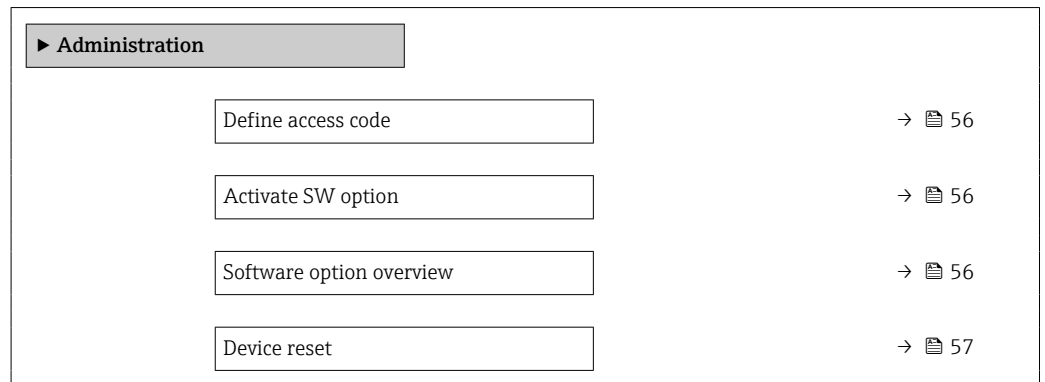 ▶ Administration
Define access code → 56
Activate SW option → 56
Software option overview → 56
Device reset → 57